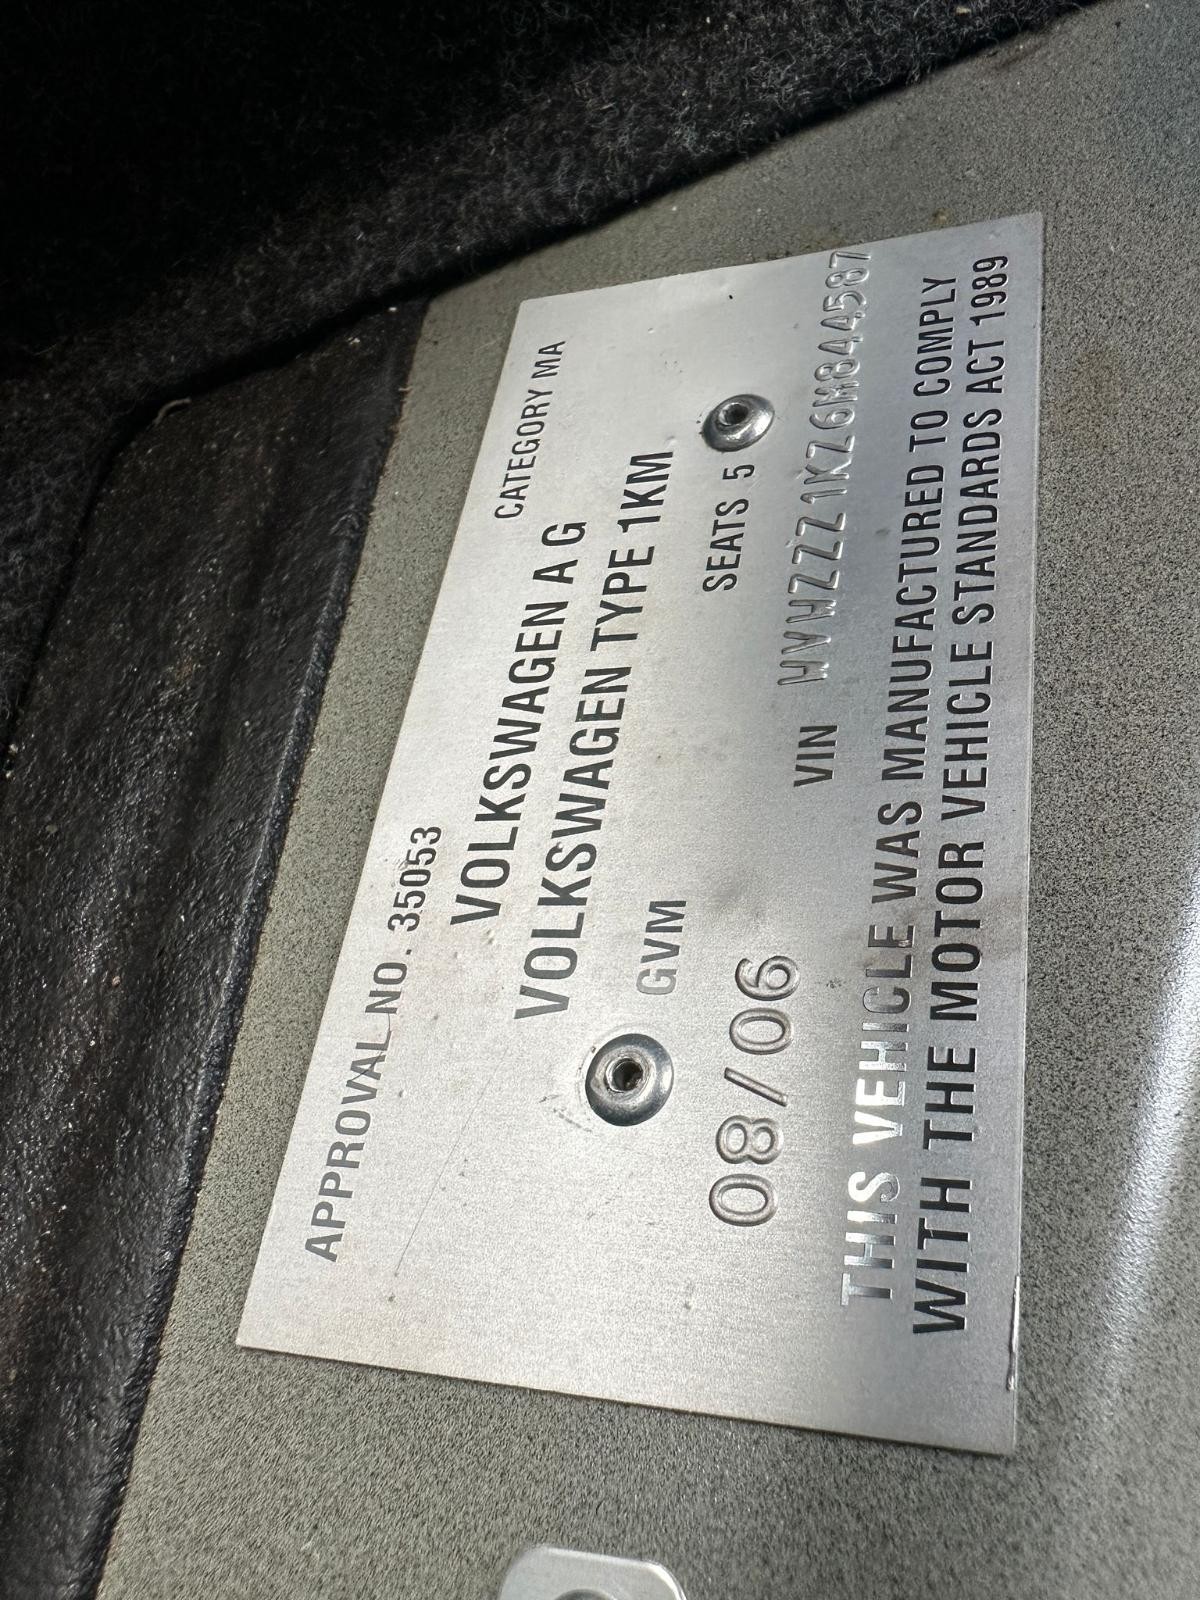 APPROVAL NO. 35053
CATEGORY MA
VOLKSWAGEN A G
VOLKSWAGEN TYPE 1KM
GVM
SEATS 5
08/06
VIN WVWZZZ1KZ6M844587
THIS VEHICLE WAS MANUFACTURED TO COMPLY
WITH THE MOTOR VEHICLE STANDARDS ACT 1989